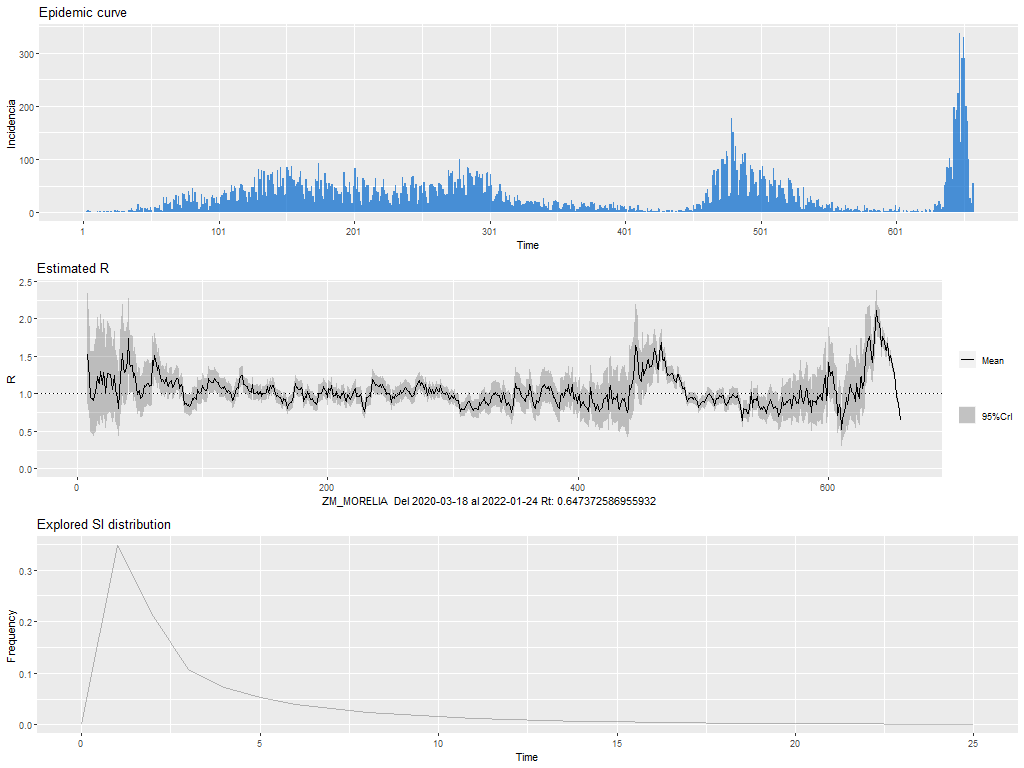 Epidemic curve
Incidencia
300
200
100
0
1
101
201
301
401
501
601
Time
Estimated R
R
2.5
2.0
1.5
1.0
0.5
0.0
0
200
400
600
Mean
95%CrI
ZM_MORELIA Del 2020-03-18 al 2022-01-24 Rt: 0.647372586955932
Explored SI distribution
Frequency
0.3
0.2
0.1
0.0
0
5
10
15
20
25
Time